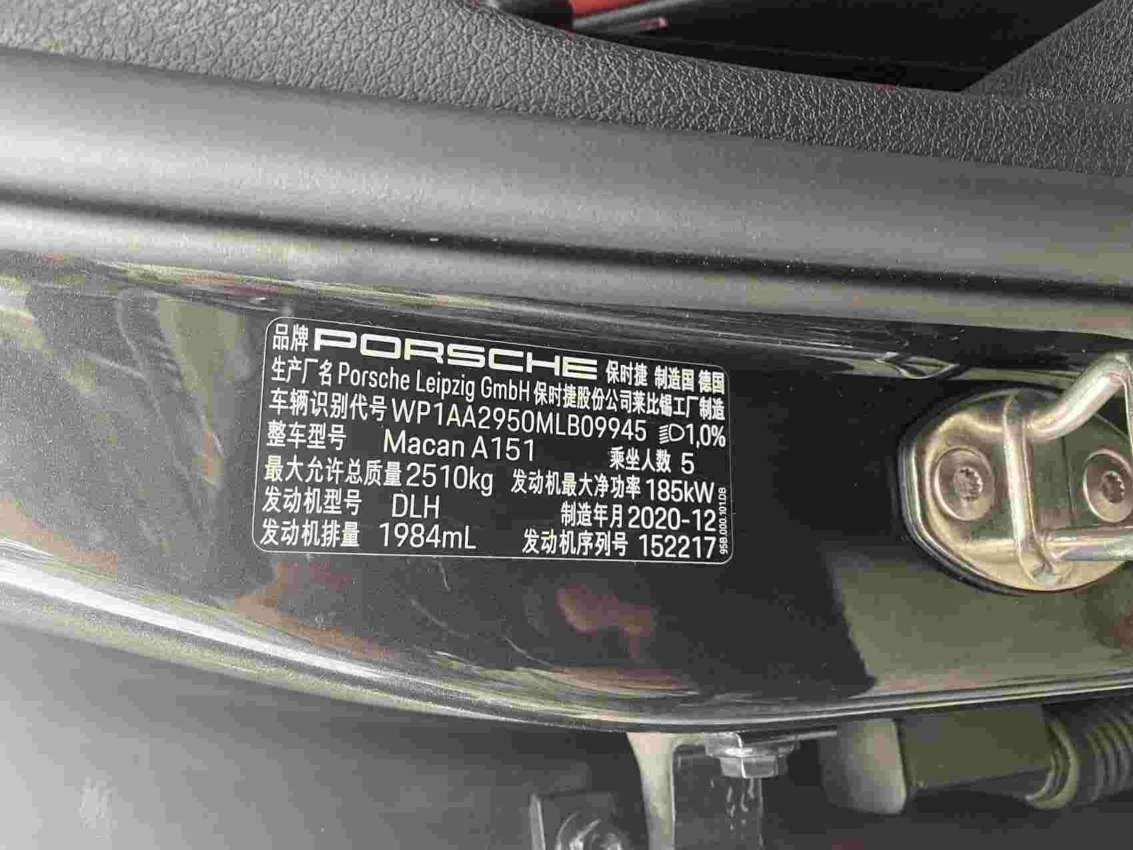 品牌 PORSCHE 保时捷 制造国 德国
生产厂名 Porsche Leipzig GmbH 保时捷股份公司莱比锡工厂制造
车辆识别代号 WP1AA2950MLB09945 1,0%
整车型号 Macan A151 乘坐人数 5
最大允许总质量 2510kg 发动机最大净功率 185kW
发动机型号 DLH 制造年月 2020-12
发动机排量 1984mL 发动机序列号 152217
95B.000.101.DB